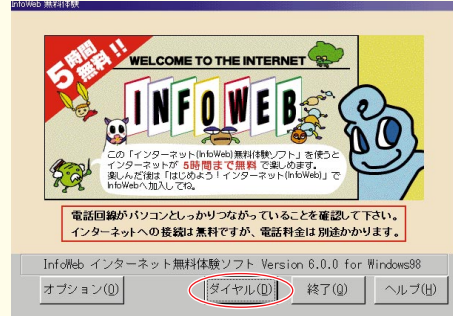 InfoWeb 無料体験
5時間
無料!!
WELCOME TO THE INTERNET
INFOWEB
この「インターネット(InfoWeb)無料体験ソフト」を使うと
インターネットが 5時間まで無料 で楽しめます。
楽しんだ後は「はじめよう！インターネット(InfoWeb)」で
InfoWebへ加入してね。
電話回線がパソコンとしっかりつながっていることを確認して下さい。
インターネットへの接続は無料ですが、電話料金は別途かかります。
InfoWeb インターネット無料体験ソフト Version 6.0.0 for Windows98
オプション(O) ダイヤル(D) 終了(Q) ヘルプ(H)